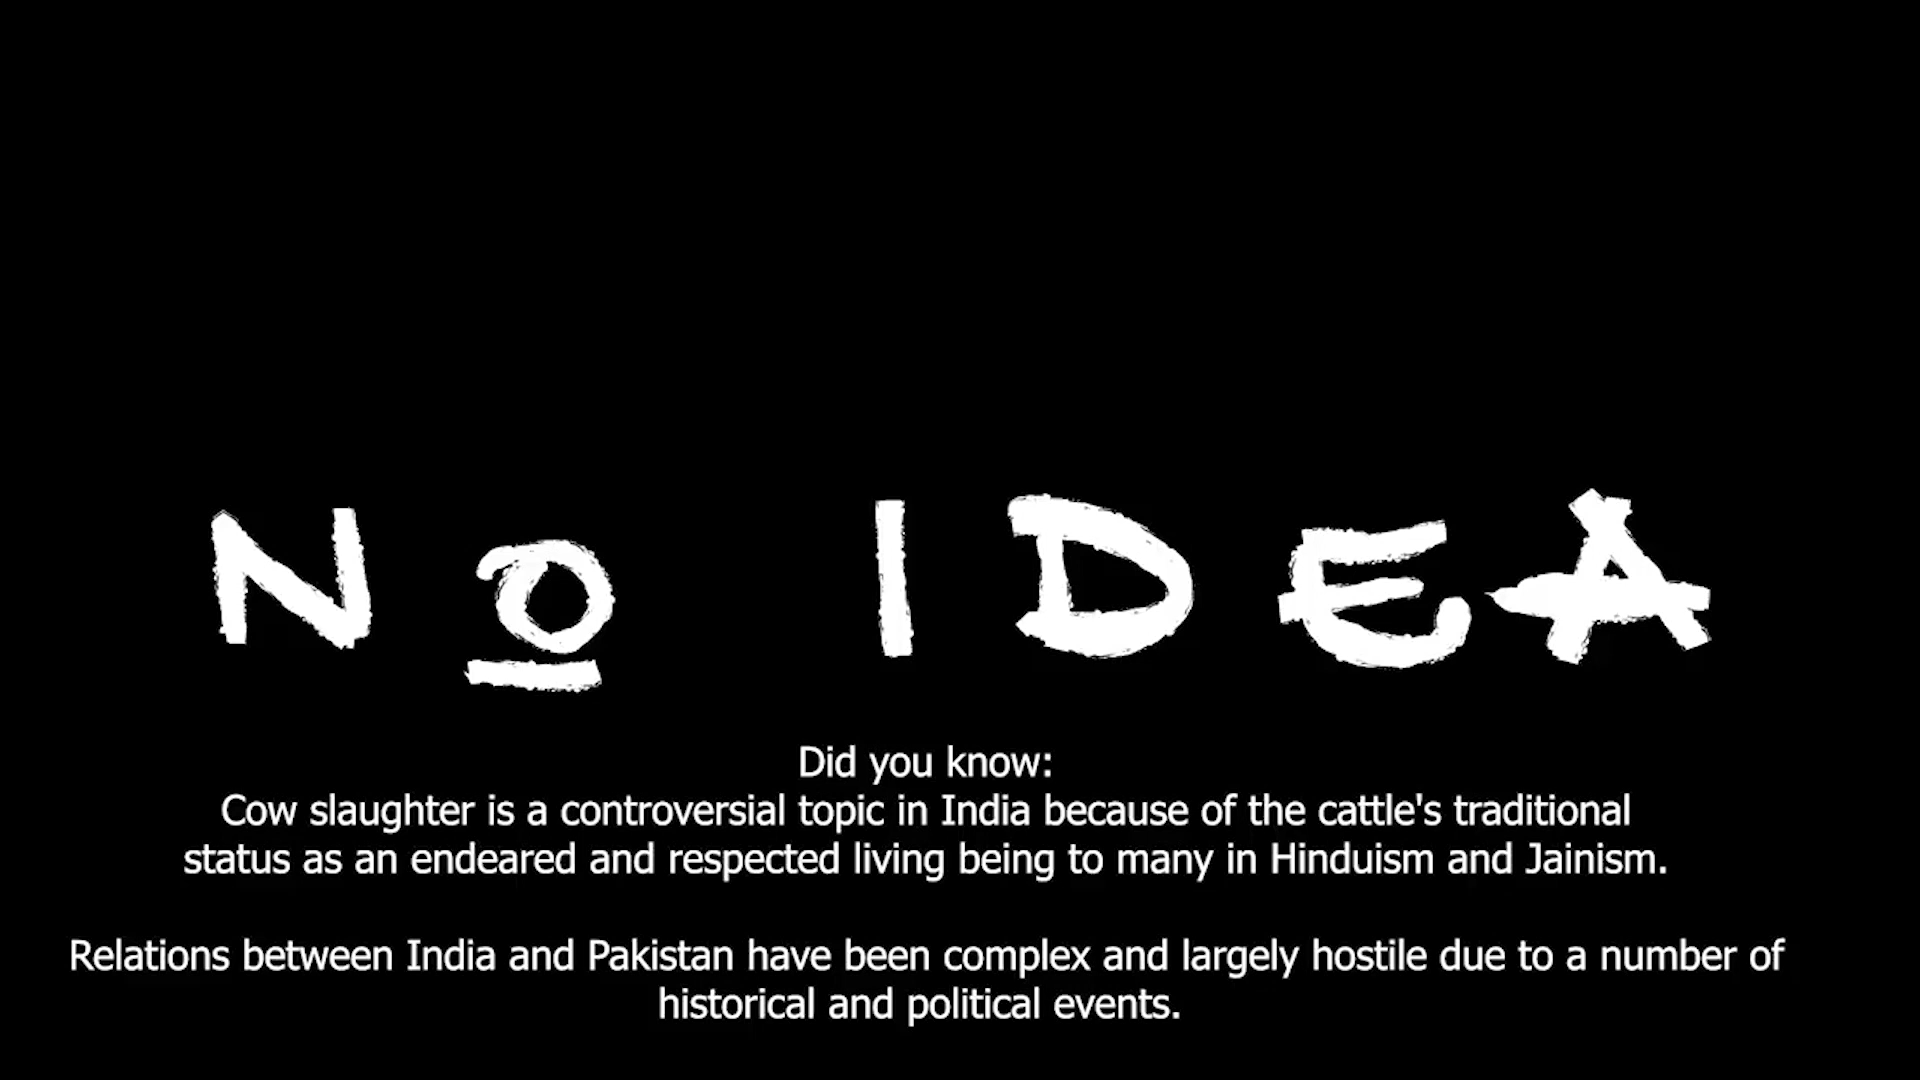 No IDEA
Did you know:
Cow slaughter is a controversial topic in India because of the cattle's traditional
status as an endeared and respected living being to many in Hinduism and Jainism.
Relations between India and Pakistan have been complex and largely hostile due to a number of
historical and political events.